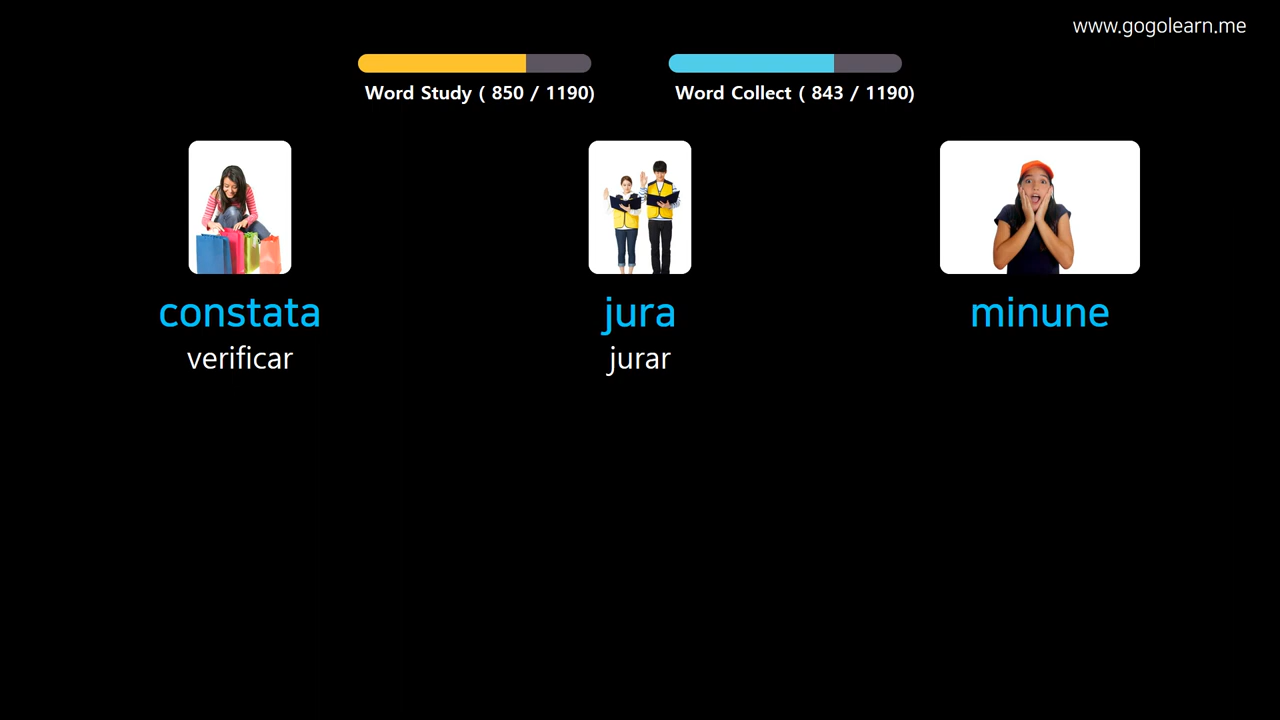 www.gogolearn.me
Word Study ( 850 / 1190)
Word Collect ( 843 / 1190)
constata
verificar
jura
jurar
minune